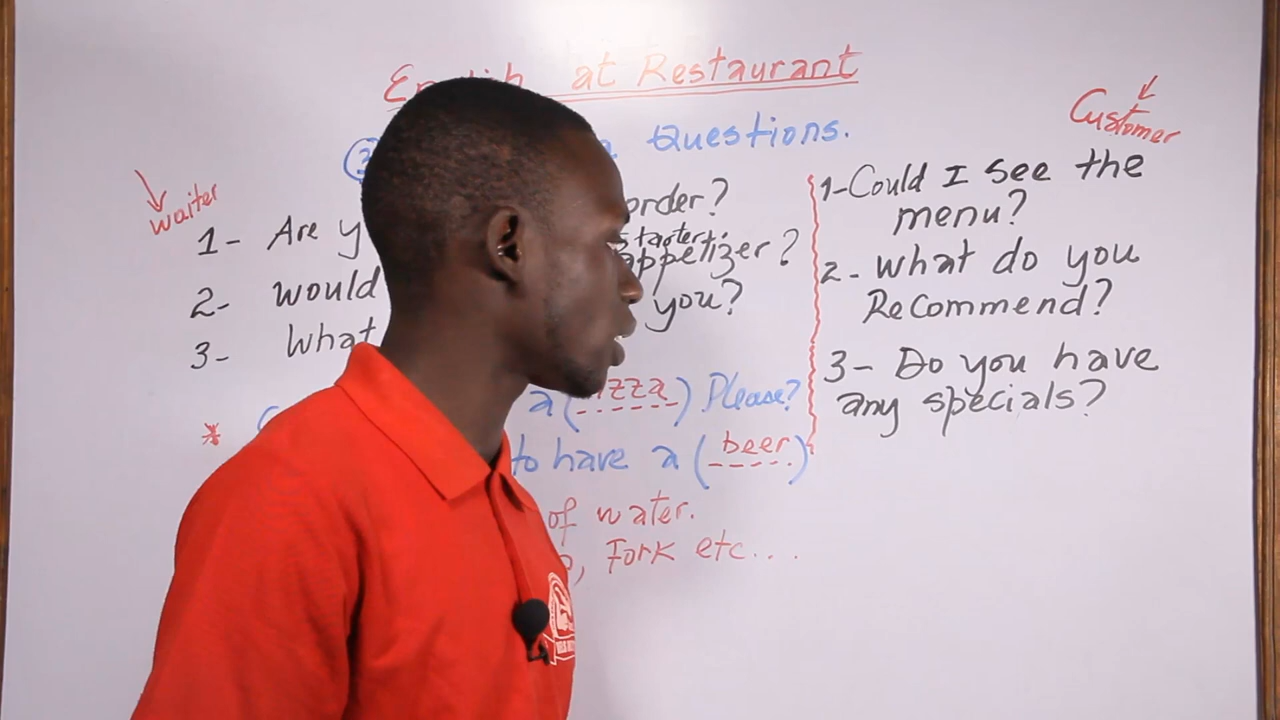 at Restaurant
Questions.
Customer
waiter
1- Are order?
starter.
2- would appetizer?
3- What you?
1-Could I see the
menu?
2- what do you
Recommend?
3- Do you have
any specials?
* a ( ) Please?
to have a (beer)
of water.
, Fork etc...